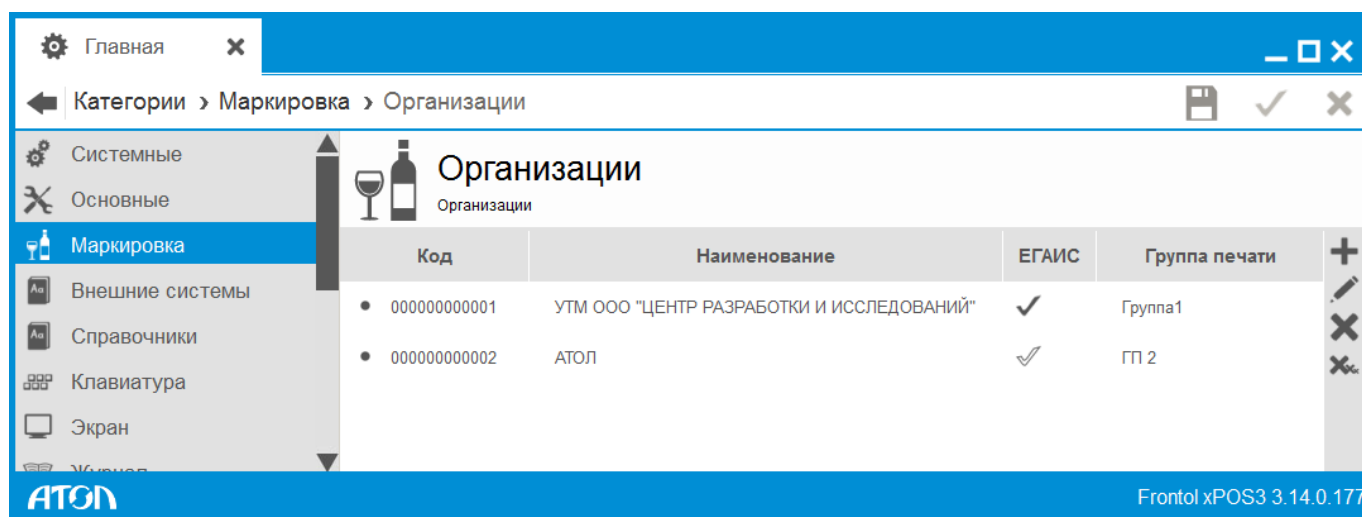 Главная
Категории › Маркировка › Организации
Системные
Основные
Маркировка
Внешние системы
Справочники
Клавиатура
Экран
Журнал
Организации
Организации
Код Наименование ЕГАИС Группа печати
000000000001 УТМ ООО "ЦЕНТР РАЗРАБОТКИ И ИССЛЕДОВАНИЙ" Группа1
000000000002 АТОЛ ГП 2
АТОЛ Frontol xPOS3 3.14.0.177